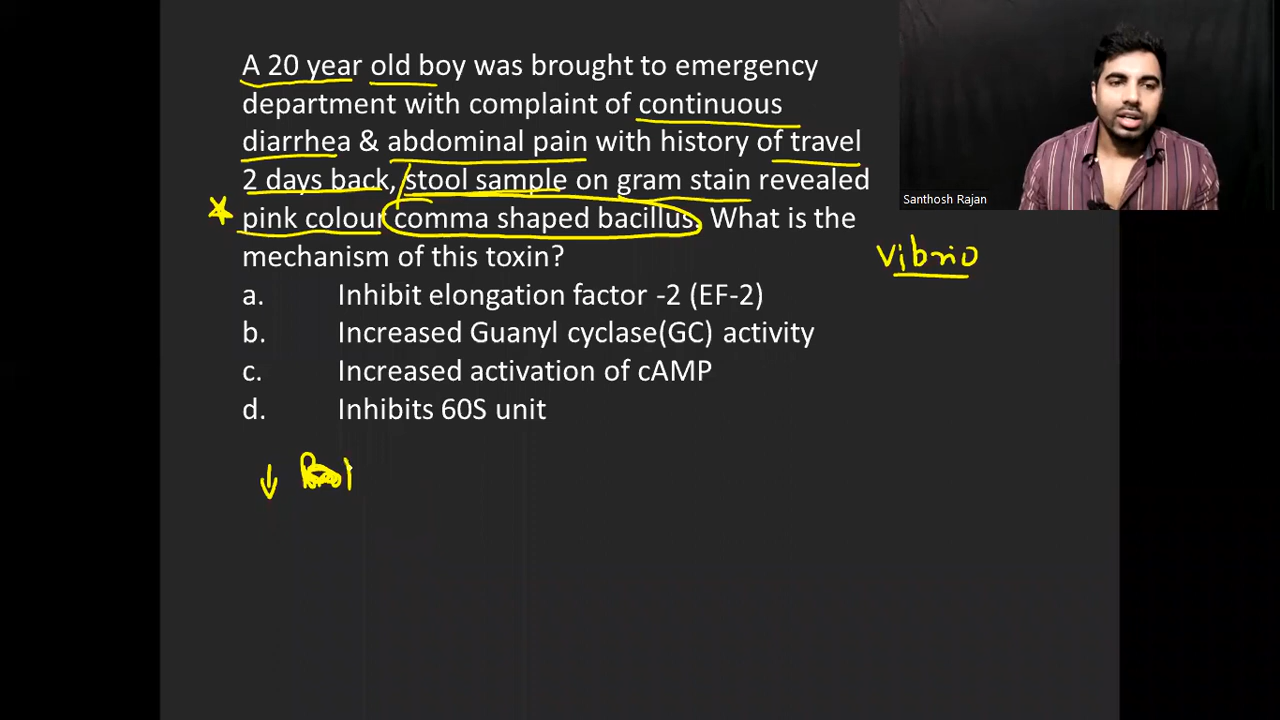 A 20 year old boy was brought to emergency
department with complaint of continuous
diarrhea & abdominal pain with history of travel
2 days back, stool sample on gram stain revealed
pink colour comma shaped bacillus. What is the
mechanism of this toxin?
a. Inhibit elongation factor -2 (EF-2)
b. Increased Guanyl cyclase(GC) activity
c. Increased activation of cAMP
d. Inhibits 60S unit
Santhosh Rajan
Vibrio